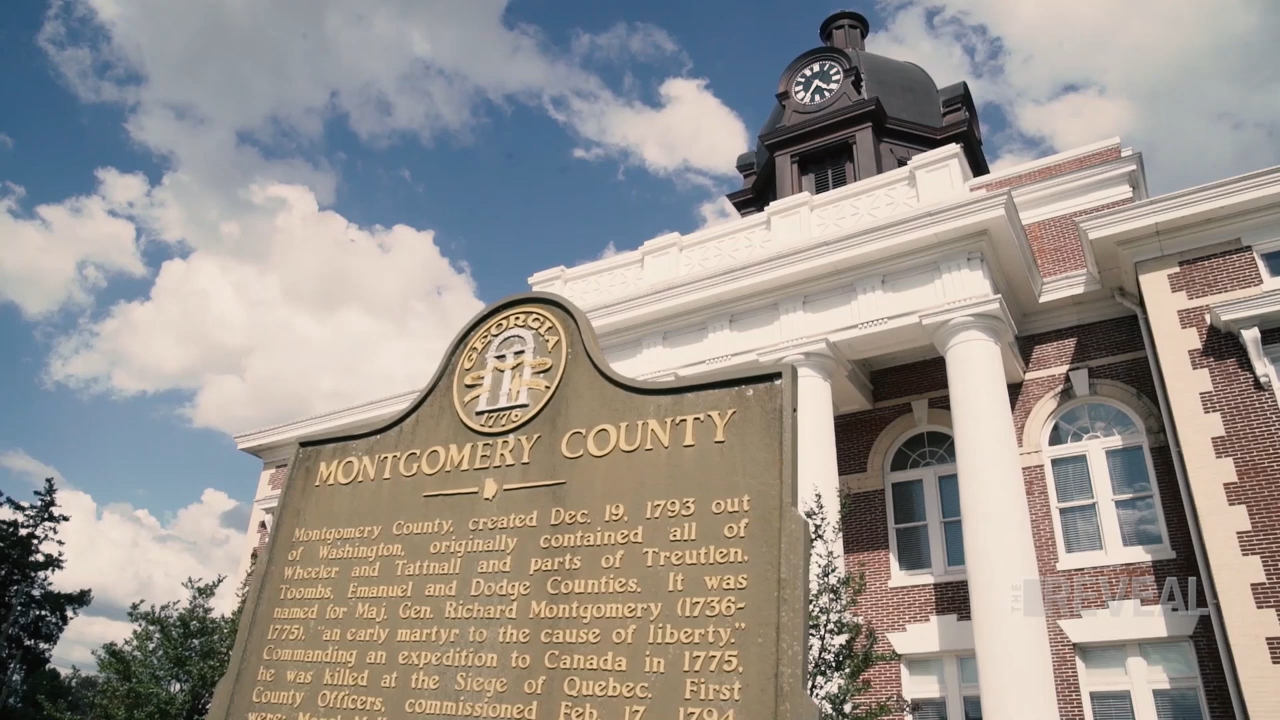 GEORGIA
1776
MONTGOMERY COUNTY
Montgomery County, created Dec. 19, 1793 out
of Washington, originally contained all of
Wheeler and Tattnall and parts of Treutlen,
Toombs, Emanuel and Dodge Counties. It was
named for Maj. Gen. Richard Montgomery (1736-
1775), "an early martyr to the cause of liberty."
Commanding an expedition to Canada in 1775,
he was killed at the Siege of Quebec. First
County Officers, commissioned Feb. 17, 1794,
were:
THE REVEAL